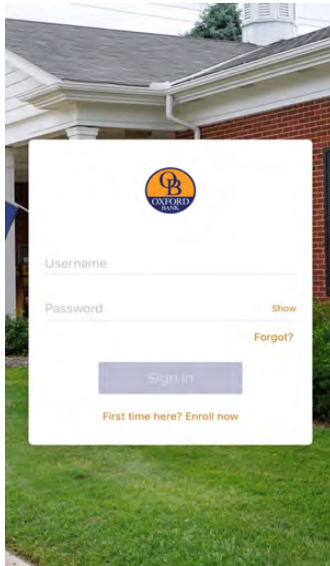 OB
OXFORD
BANK
Username
Password
Show
Forgot?
Sign in
First time here? Enroll now